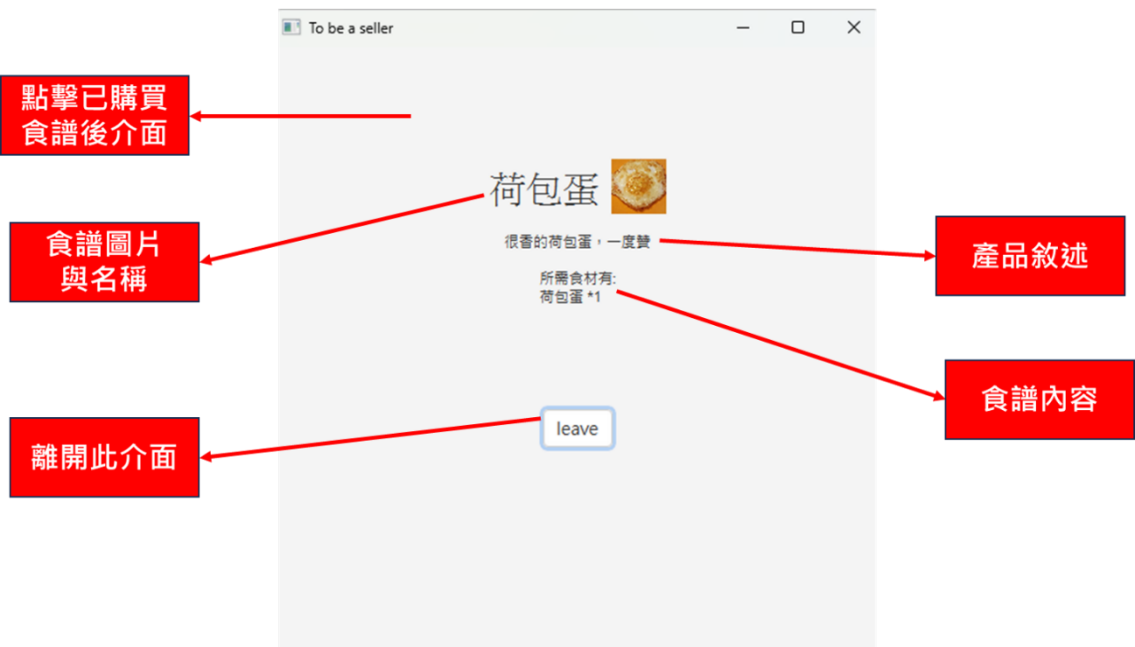 To be a seller
點擊已購買
食譜後介面
荷包蛋
食譜圖片
與名稱
很香的荷包蛋,一度贊
產品敘述
所需食材有:
荷包蛋 *1
食譜內容
leave
離開此介面